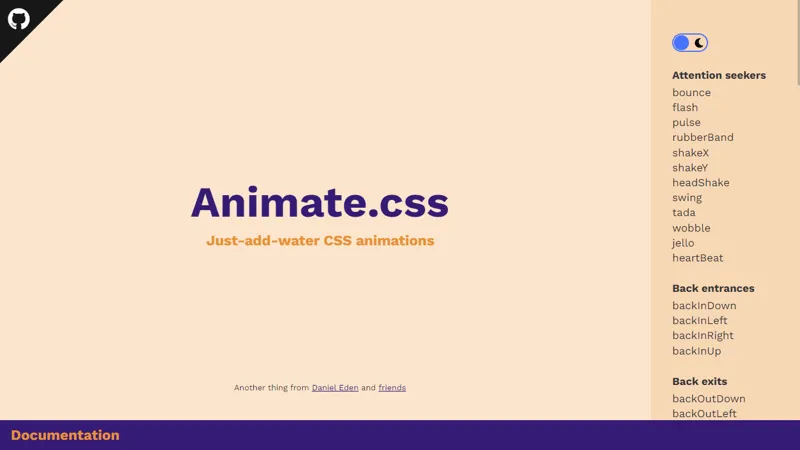 Animate.css
Just-add-water CSS animations
Another thing from Daniel Eden and friends
Attention seekers
bounce
flash
pulse
rubberBand
shakeX
shakeY
headShake
swing
tada
wobble
jello
heartBeat
Back entrances
backInDown
backInLeft
backInRight
backInUp
Back exits
backOutDown
backOutLeft
Documentation